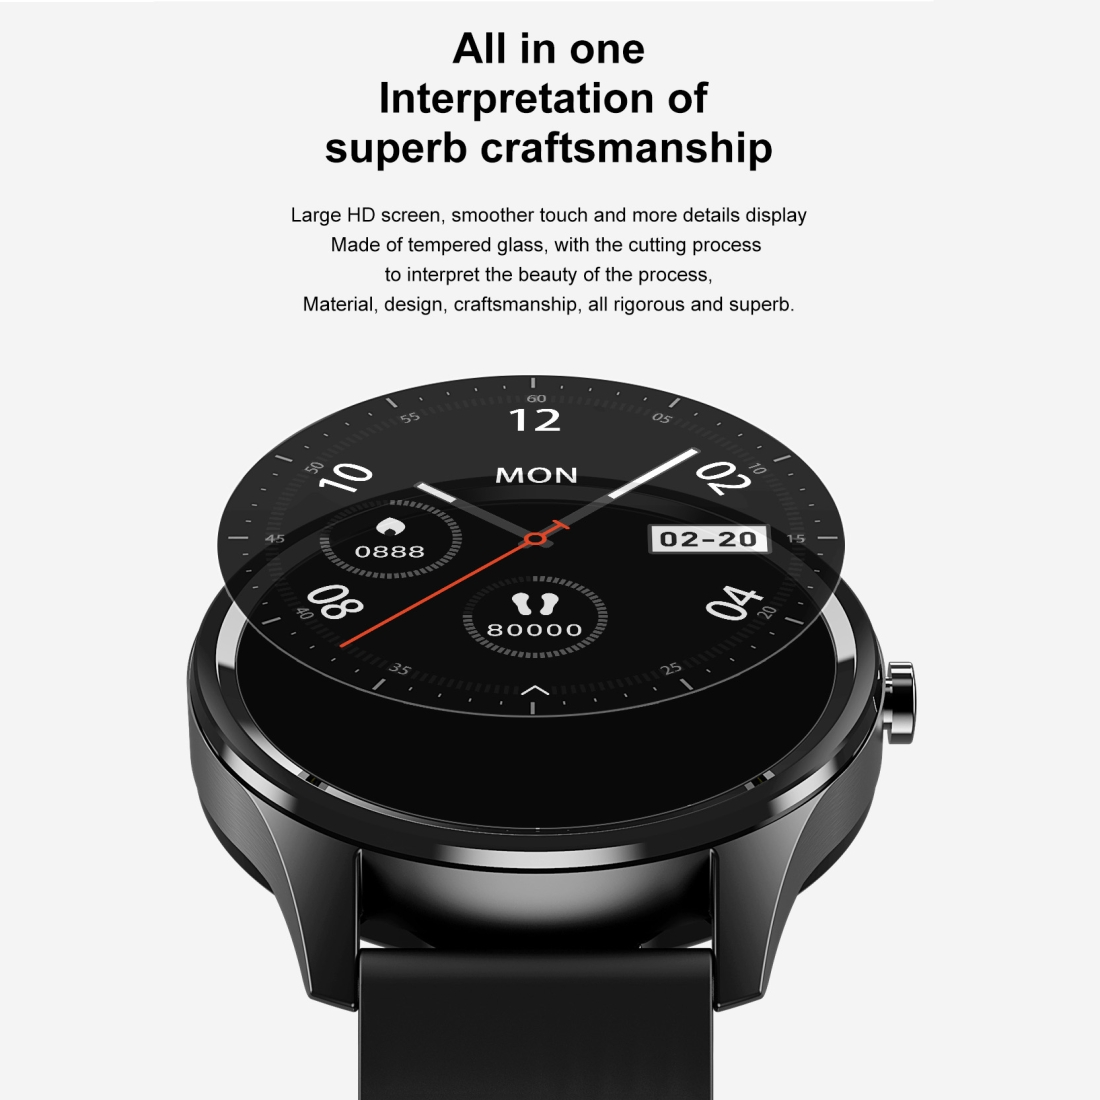 All in one
Interpretation of
superb craftsmanship
Large HD screen, smoother touch and more details display
Made of tempered glass, with the cutting process
to interpret the beauty of the process,
Material, design, craftsmanship, all rigorous and superb.
60
55 05
12
50 10
10 MON 02
45 0888 02-20 15
08 80000 04
40 20
35 25